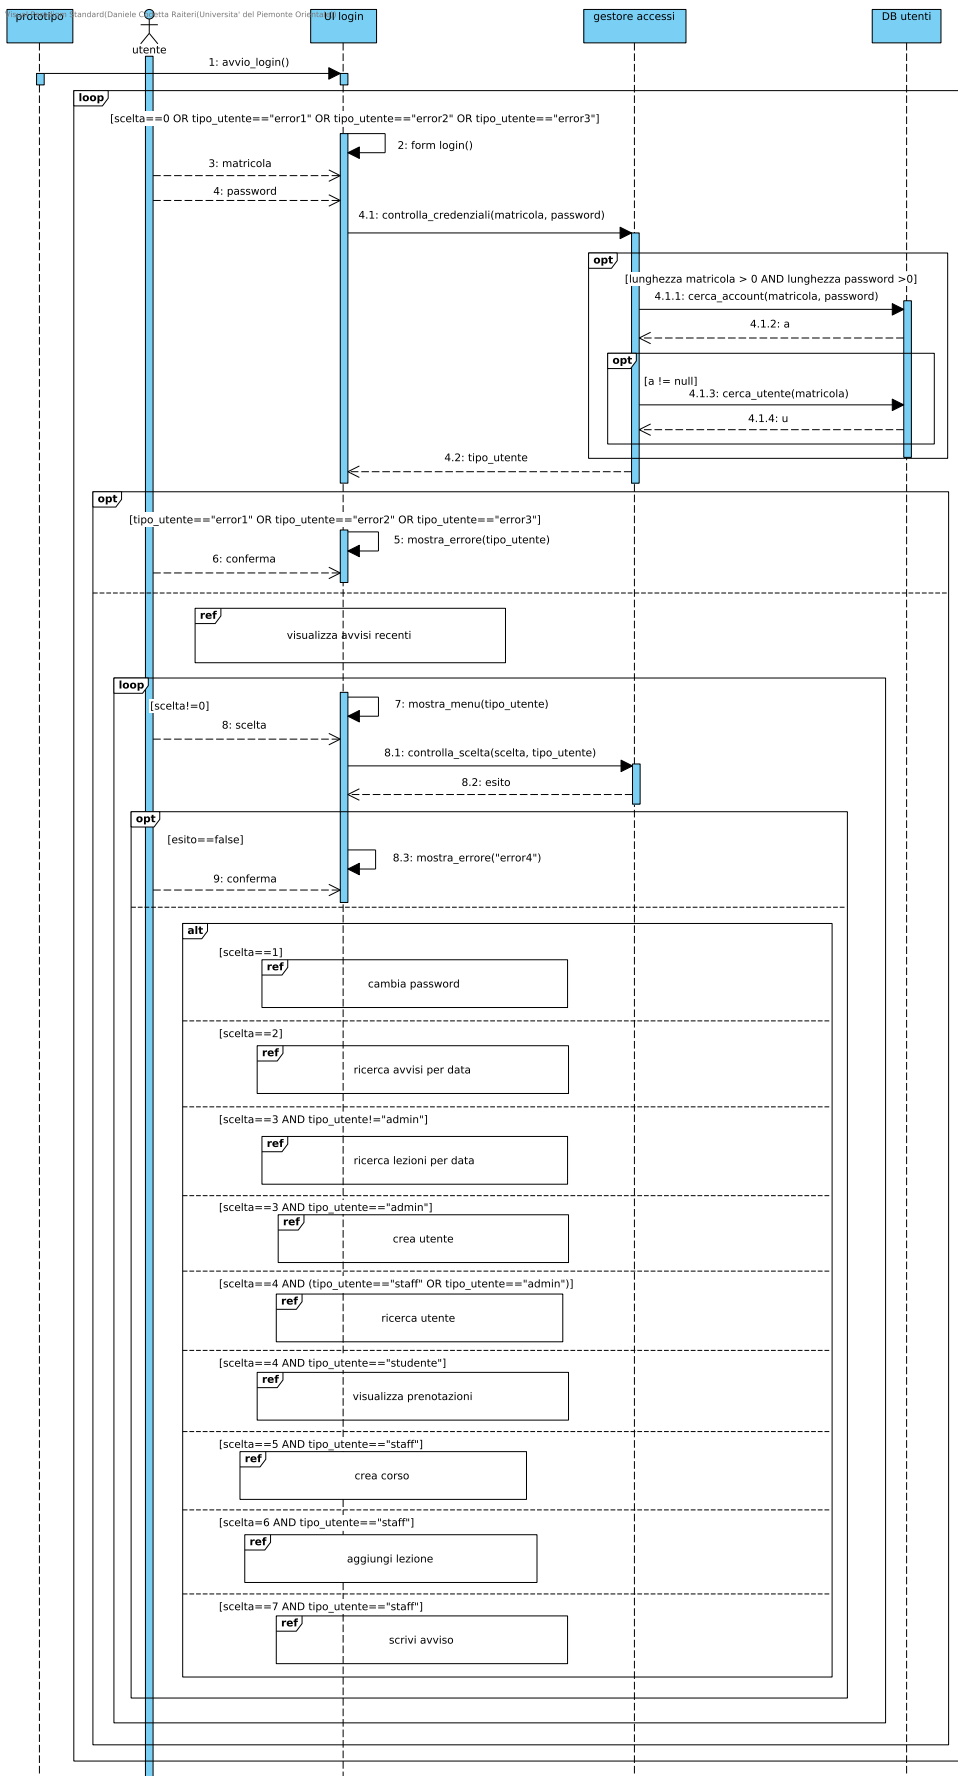 prototipo
login
gestore accessi
DB utenti
utente
1: avvio_login()
loop
[scelta==0 OR tipo_utente=="error1" OR tipo_utente=="error2" OR tipo_utente=="error3"]
2: form login()
3: matricola
4: password
4.1: controlla_credenziali(matricola, password)
opt
[lunghezza matricola > 0 AND lunghezza password >0]
4.1.1: cerca_account(matricola, password)
4.1.2: a
opt
[a != null]
4.1.3: cerca_utente(matricola)
4.1.4: u
4.2: tipo_utente
opt
[tipo_utente=="error1" OR tipo_utente=="error2" OR tipo_utente=="error3"]
5: mostra_errore(tipo_utente)
6: conferma
ref
visualizza avvisi recenti
loop
[scelta!=0]
7: mostra_menu(tipo_utente)
8: scelta
8.1: controlla_scelta(scelta, tipo_utente)
8.2: esito
opt
[esito==false]
8.3: mostra_errore("error4")
9: conferma
alt
[scelta==1]
ref
cambia password
[scelta==2]
ref
ricerca avvisi per data
[scelta==3 AND tipo_utente!="admin"]
ref
ricerca lezioni per data
[scelta==3 AND tipo_utente=="admin"]
ref
crea utente
[scelta==4 AND (tipo_utente=="staff" OR tipo_utente=="admin")]
ref
ricerca utente
[scelta==4 AND tipo_utente=="studente"]
ref
visualizza prenotazioni
[scelta==5 AND tipo_utente=="staff"]
ref
crea corso
[scelta=6 AND tipo_utente=="staff"]
ref
aggiungi lezione
[scelta==7 AND tipo_utente=="staff"]
ref
scrivi avviso